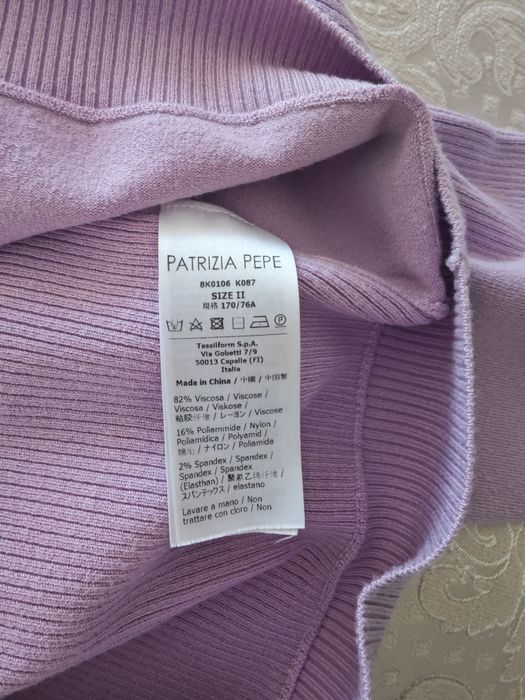 PATRIZIA PEPE
8K0106 K087
SIZE II
規格 170/76A
Tessilform S.p.A.
Via Gobetti 7/9
50013 Capalle (FI)
Italia
Made in China / 中國 / 中国製
82% Viscosa / Viscose /
Viscosa / Viskose /
粘胶纤维 / レーヨン / Viscose
16% Poliammide / Nylon /
Poliamídica / Polyamid /
锦纶 / ナイロン / Poliamida
2% Spandex / Spandex /
Spandex / Spandex /
(Elasthan) / 聚氨乙烯纤维 /
スパンテックス / elastano
Lavare a mano / Non
trattare con cloro / Non